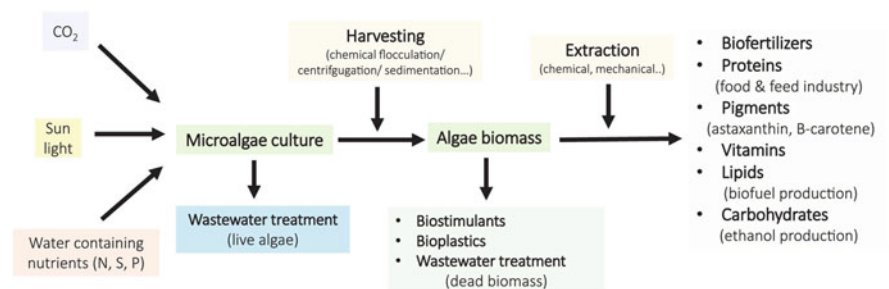 CO₂
Sun
light
Water containing
nutrients (N, S, P)
Microalgae culture
Wastewater treatment
(live algae)
Harvesting
(chemical flocculation/
centrifgugation/ sedimentation...)
Algae biomass
• Biostimulants
• Bioplastics
• Wastewater treatment
(dead biomass)
Extraction
(chemical, mechanical..)
• Biofertilizers
• Proteins
(food & feed industry)
• Pigments
(astaxanthin, B-carotene)
• Vitamins
• Lipids
(biofuel production)
• Carbohydrates
(ethanol production)